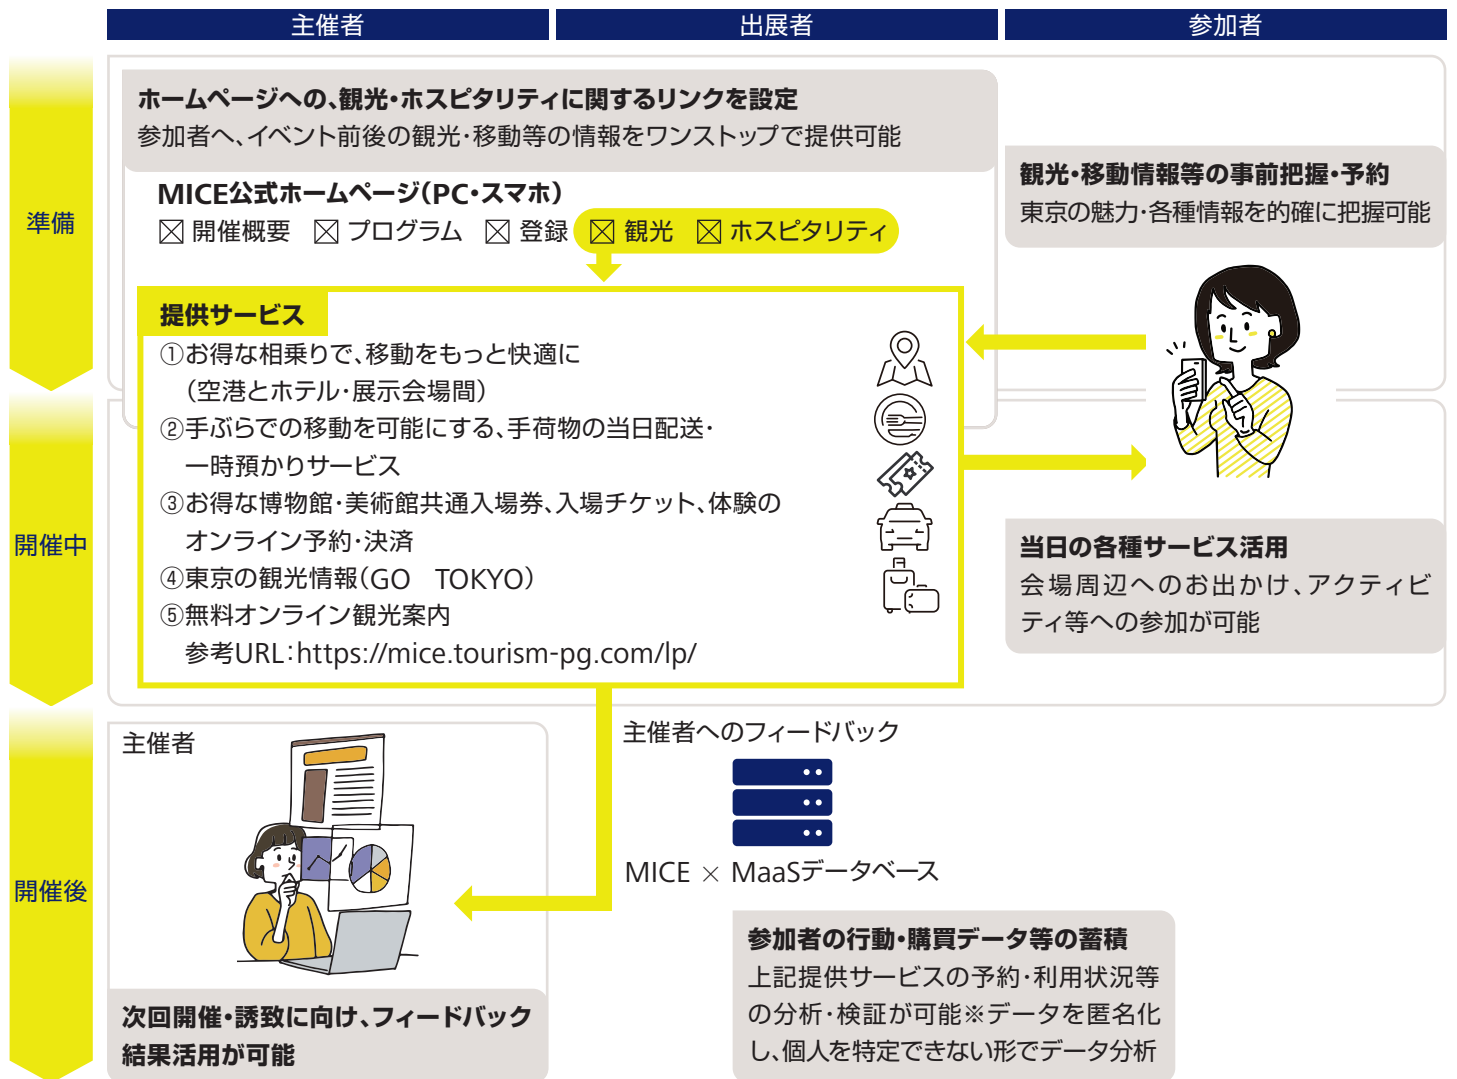 主催者
出展者
参加者
準備
ホームページへの、観光・ホスピタリティに関するリンクを設定
参加者へ、イベント前後の観光・移動等の情報をワンストップで提供可能
MICE公式ホームページ（PC・スマホ）
開催概要 プログラム 登録 観光 ホスピタリティ
観光・移動情報等の事前把握・予約
東京の魅力・各種情報を的確に把握可能
開催中
提供サービス
①お得な相乗りで、移動をもっと快適に
（空港とホテル・展示会場間）
②手ぶらでの移動を可能にする、手荷物の当日配送・
一時預かりサービス
③お得な博物館・美術館共通入場券、入場チケット、体験の
オンライン予約・決済
④東京の観光情報（GO　TOKYO）
⑤無料オンライン観光案内
参考URL：https://mice.tourism-pg.com/lp/
当日の各種サービス活用
会場周辺へのお出かけ、アクティビ
ティ等への参加が可能
開催後
主催者
次回開催・誘致に向け、フィードバック
結果活用が可能
主催者へのフィードバック
MICE × MaaSデータベース
参加者の行動・購買データ等の蓄積
上記提供サービスの予約・利用状況等
の分析・検証が可能※データを匿名化
し、個人を特定できない形でデータ分析